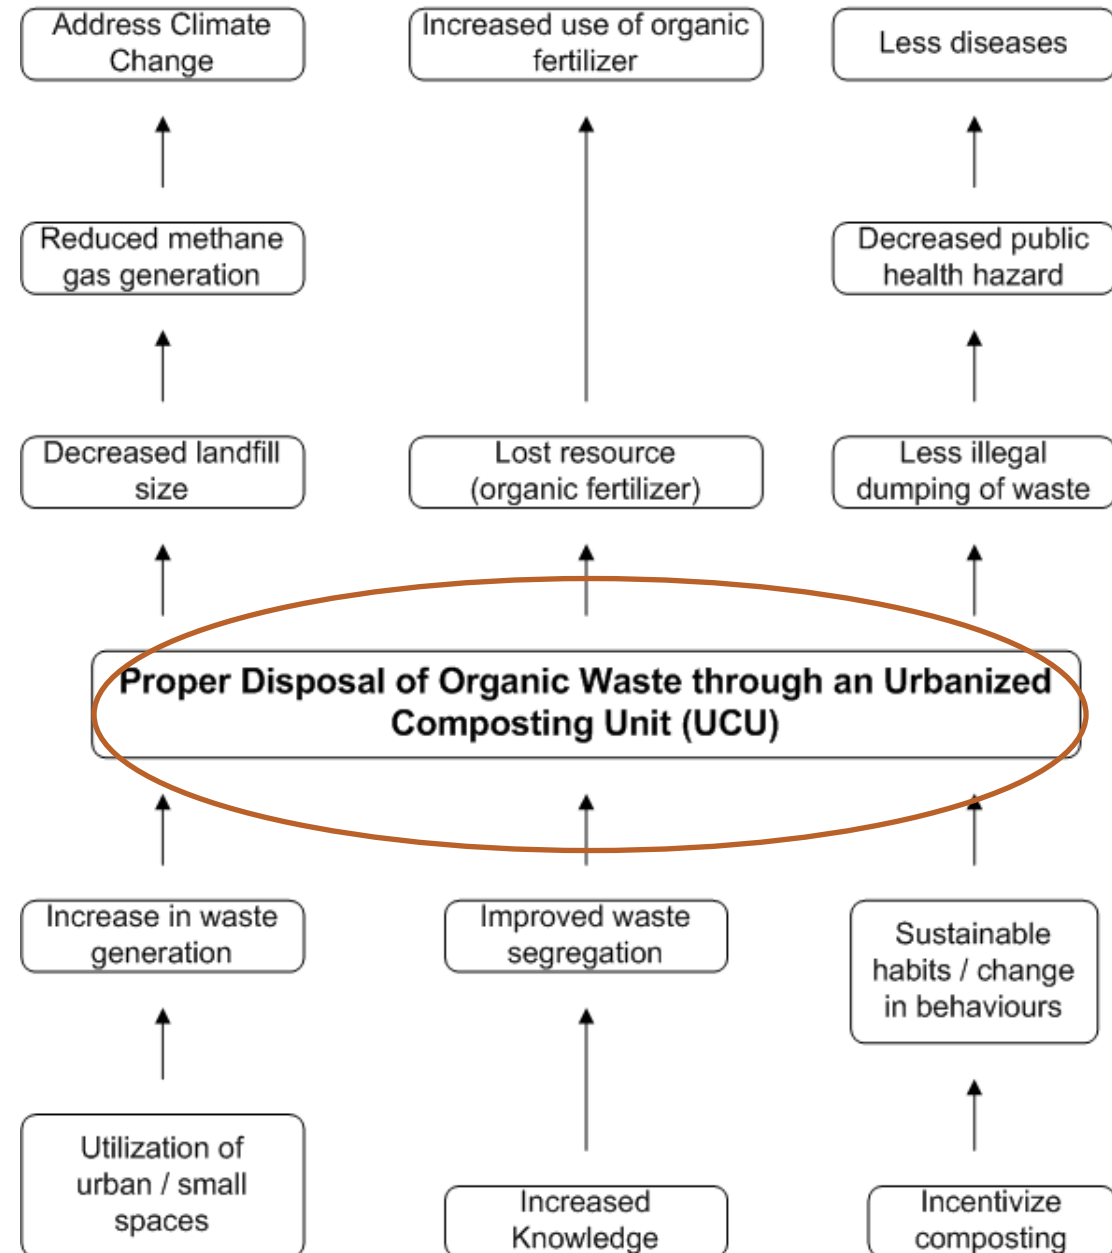 Address Climate
Change
Increased use of organic
fertilizer
Less diseases
Reduced methane
gas generation
Decreased public
health hazard
Decreased landfill
size
Lost resource
(organic fertilizer)
Less illegal
dumping of waste
Proper Disposal of Organic Waste through an Urbanized
Composting Unit (UCU)
Increase in waste
generation
Improved waste
segregation
Sustainable
habits / change
in behaviours
Utilization of
urban / small
spaces
Increased
Knowledge
Incentivize
composting